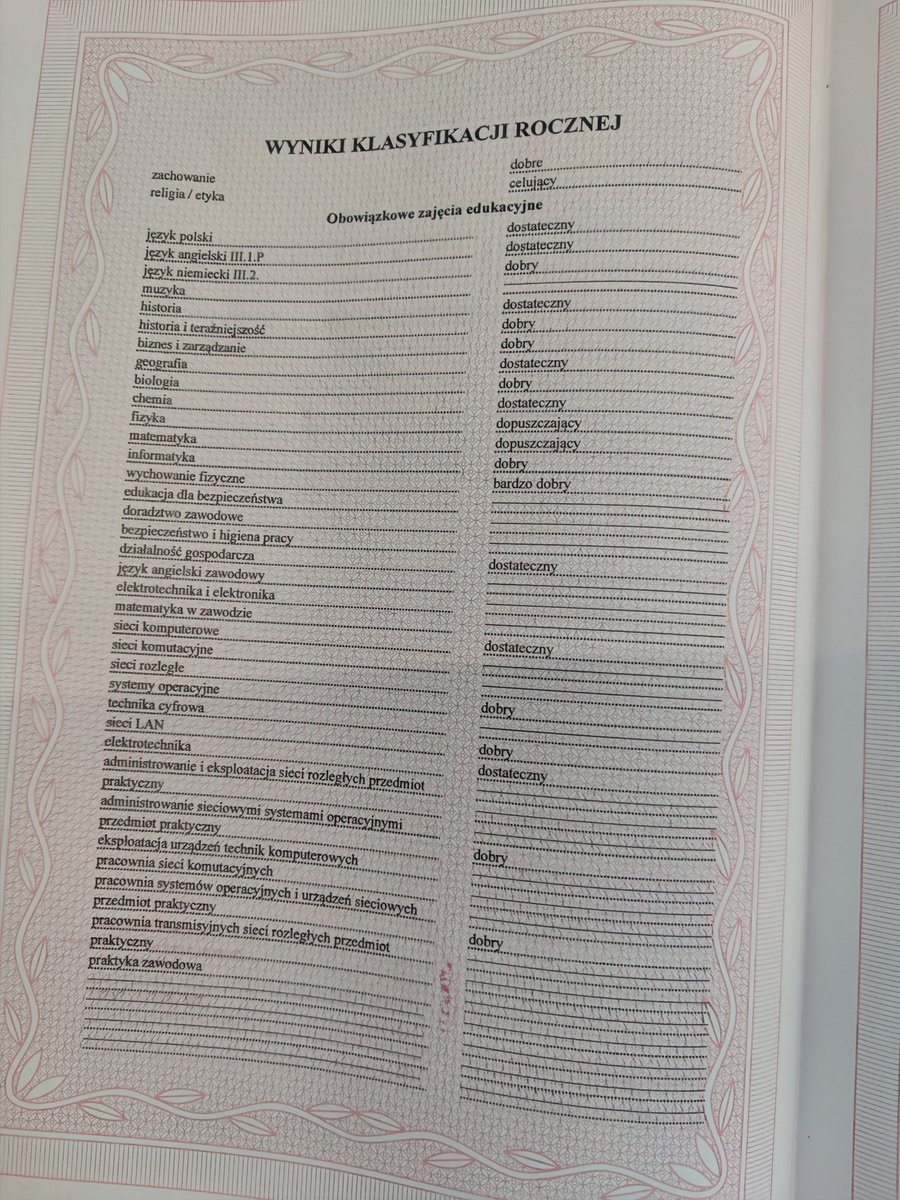 WYNIKI KLASYFIKACJI ROCZNEJ
zachowanie dobre
religia / etyka celujący
Obowiązkowe zajęcia edukacyjne
język polski dostateczny
język angielski III.1.P dostateczny
język niemiecki III.2. dobry
muzyka
historia dostateczny
historia i teraźniejszość dobry
biznes i zarządzanie dobry
geografia dostateczny
biologia dobry
chemia dostateczny
fizyka dopuszczający
matematyka dopuszczający
informatyka dobry
wychowanie fizyczne bardzo dobry
edukacja dla bezpieczeństwa
doradztwo zawodowe
bezpieczeństwo i higiena pracy
działalność gospodarcza
język angielski zawodowy dostateczny
elektrotechnika i elektronika
matematyka w zawodzie
sieci komputerowe
sieci komutacyjne dostateczny
sieci rozległe
systemy operacyjne
technika cyfrowa dobry
sieci LAN
elektrotechnika dobry
administrowanie i eksploatacja sieci rozległych przedmiot dostateczny
praktyczny
administrowanie sieciowymi systemami operacyjnymi
przedmiot praktyczny
eksploatacja urządzeń technik komputerowych dobry
pracownia sieci komutacyjnych
pracownia systemów operacyjnych i urządzeń sieciowych
przedmiot praktyczny
pracownia transmisyjnych sieci rozległych przedmiot dobry
praktyczny
praktyka zawodowa